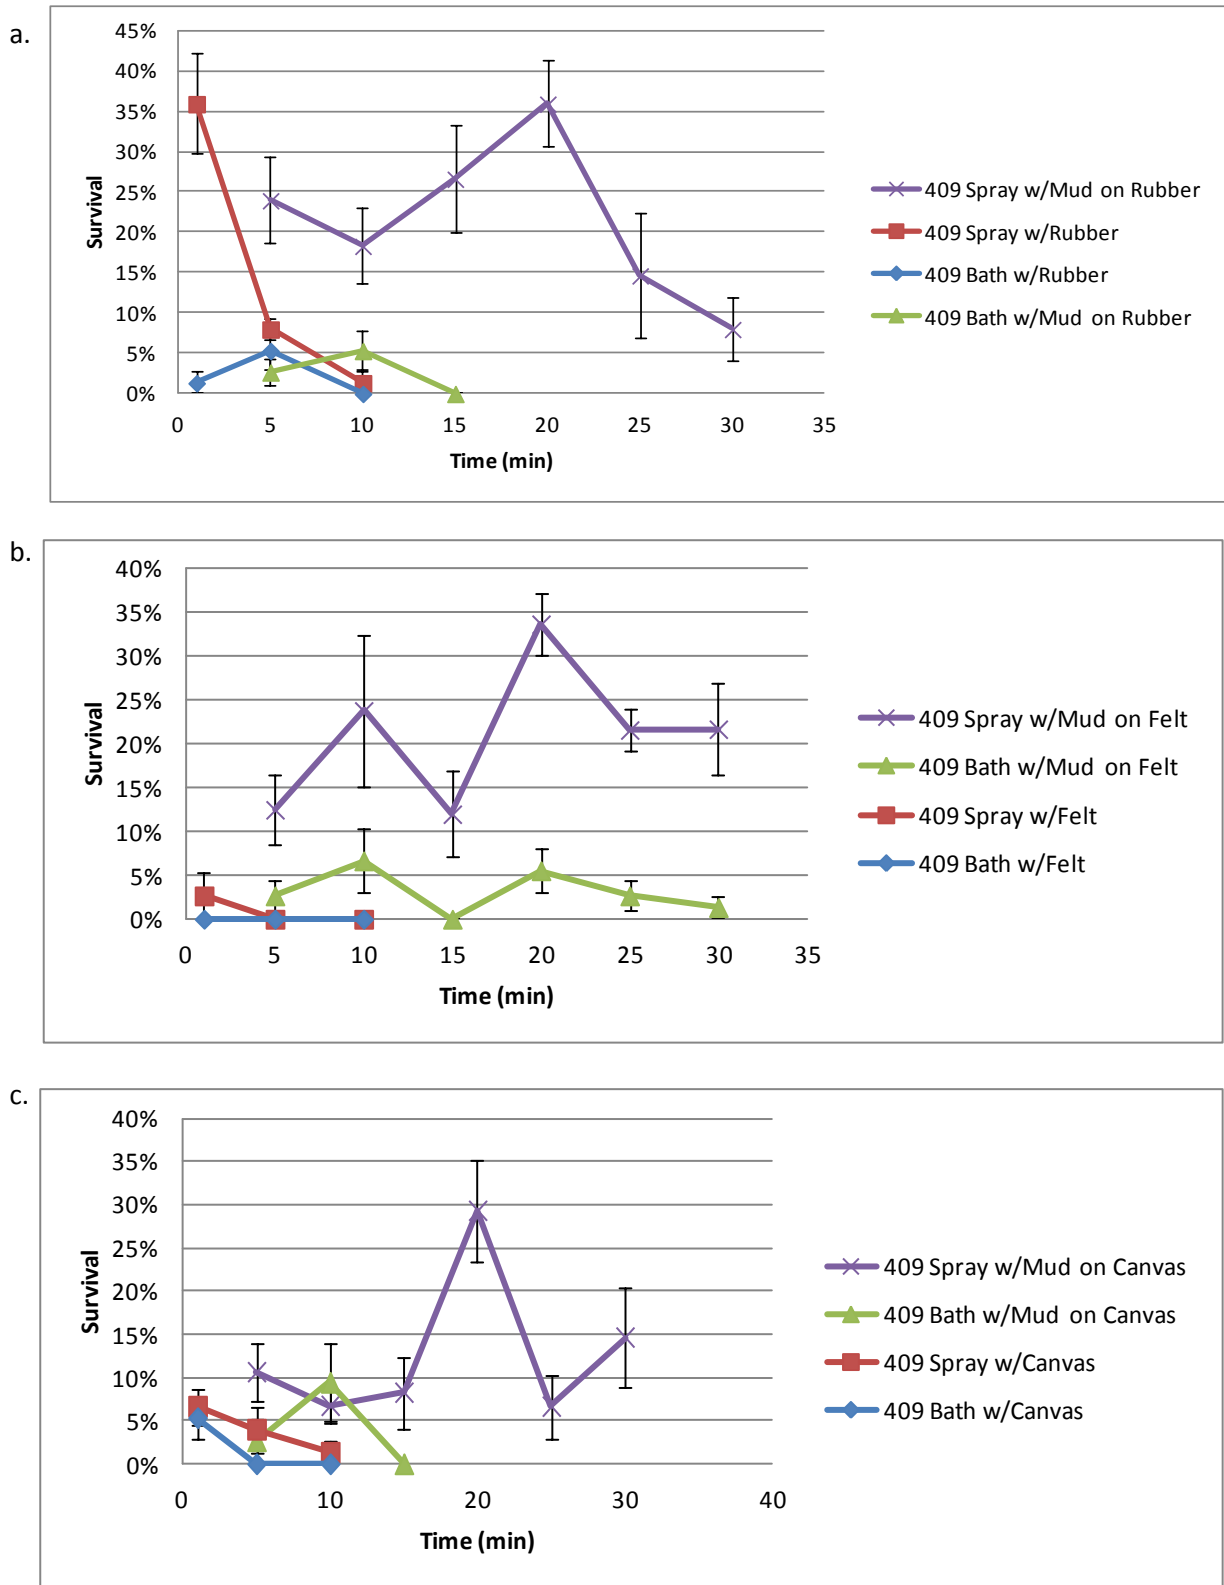 a.
45%
40%
35%
30%
25%
20%
15%
10%
5%
0%
Survival
0 5 10 15 20 25 30 35
Time (min)
409 Spray w/Mud on Rubber
409 Spray w/Rubber
409 Bath w/Rubber
409 Bath w/Mud on Rubber
b.
40%
35%
30%
25%
20%
15%
10%
5%
0%
Survival
0 5 10 15 20 25 30 35
Time (min)
409 Spray w/Mud on Felt
409 Bath w/Mud on Felt
409 Spray w/Felt
409 Bath w/Felt
c.
40%
35%
30%
25%
20%
15%
10%
5%
0%
Survival
0 10 20 30 40
Time (min)
409 Spray w/Mud on Canvas
409 Bath w/Mud on Canvas
409 Spray w/Canvas
409 Bath w/Canvas